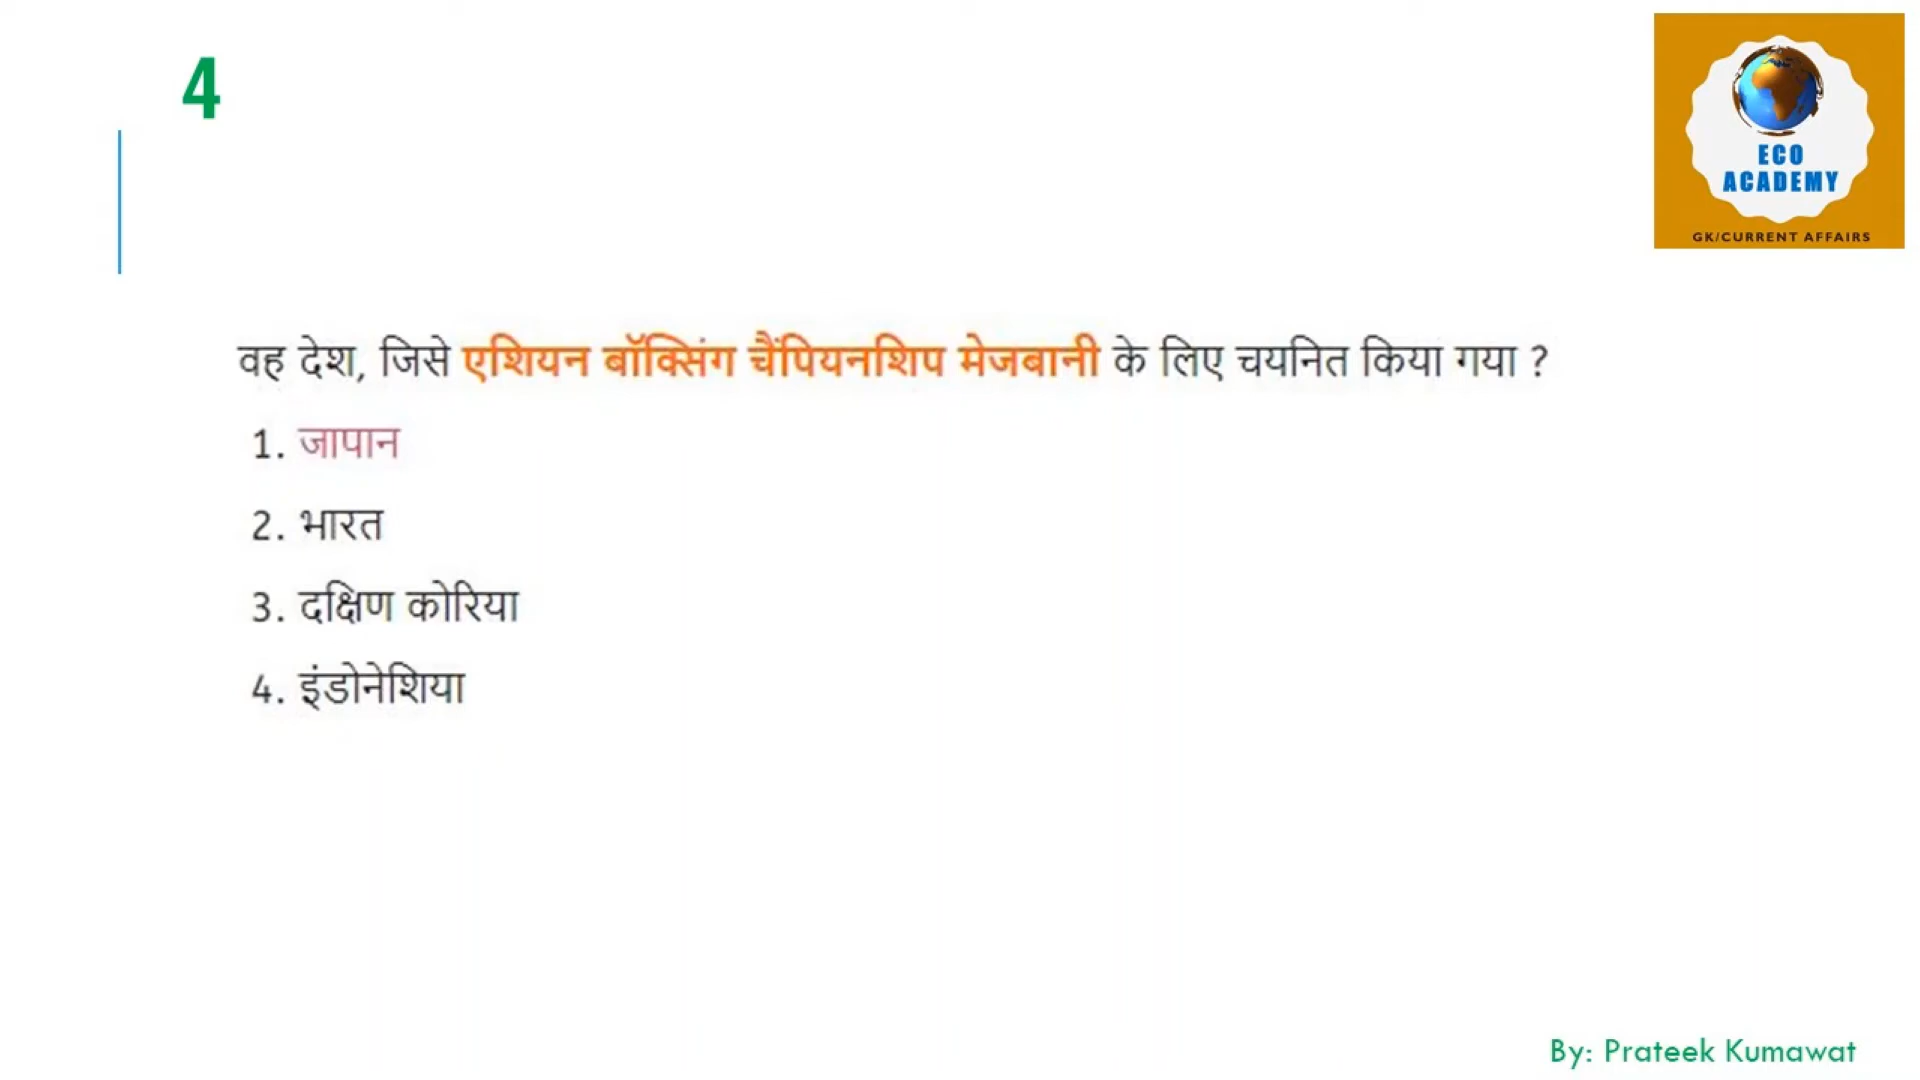 4
ECO
ACADEMY
GK/CURRENT AFFAIRS
वह देश, जिसे एशियन बॉक्सिंग चैंपियनशिप मेजबानी के लिए चयनित किया गया ?
1. जापान
2. भारत
3. दक्षिण कोरिया
4. इंडोनेशिया
By: Prateek Kumawat